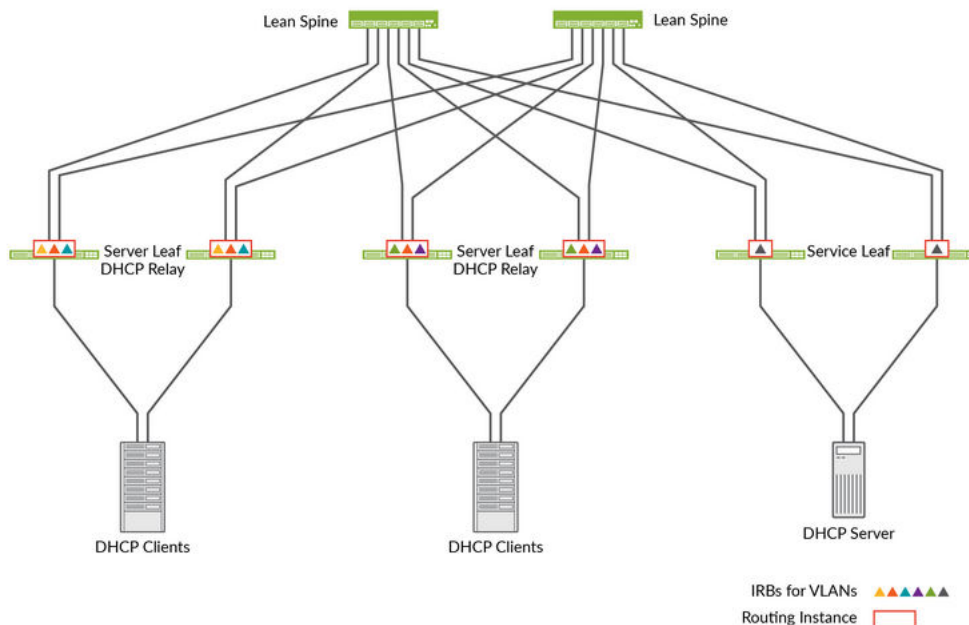 Lean Spine
Lean Spine
Server Leaf
DHCP Relay
Server Leaf
DHCP Relay
Service Leaf
DHCP Clients
DHCP Clients
DHCP Server
IRBs for VLANs
Routing Instance